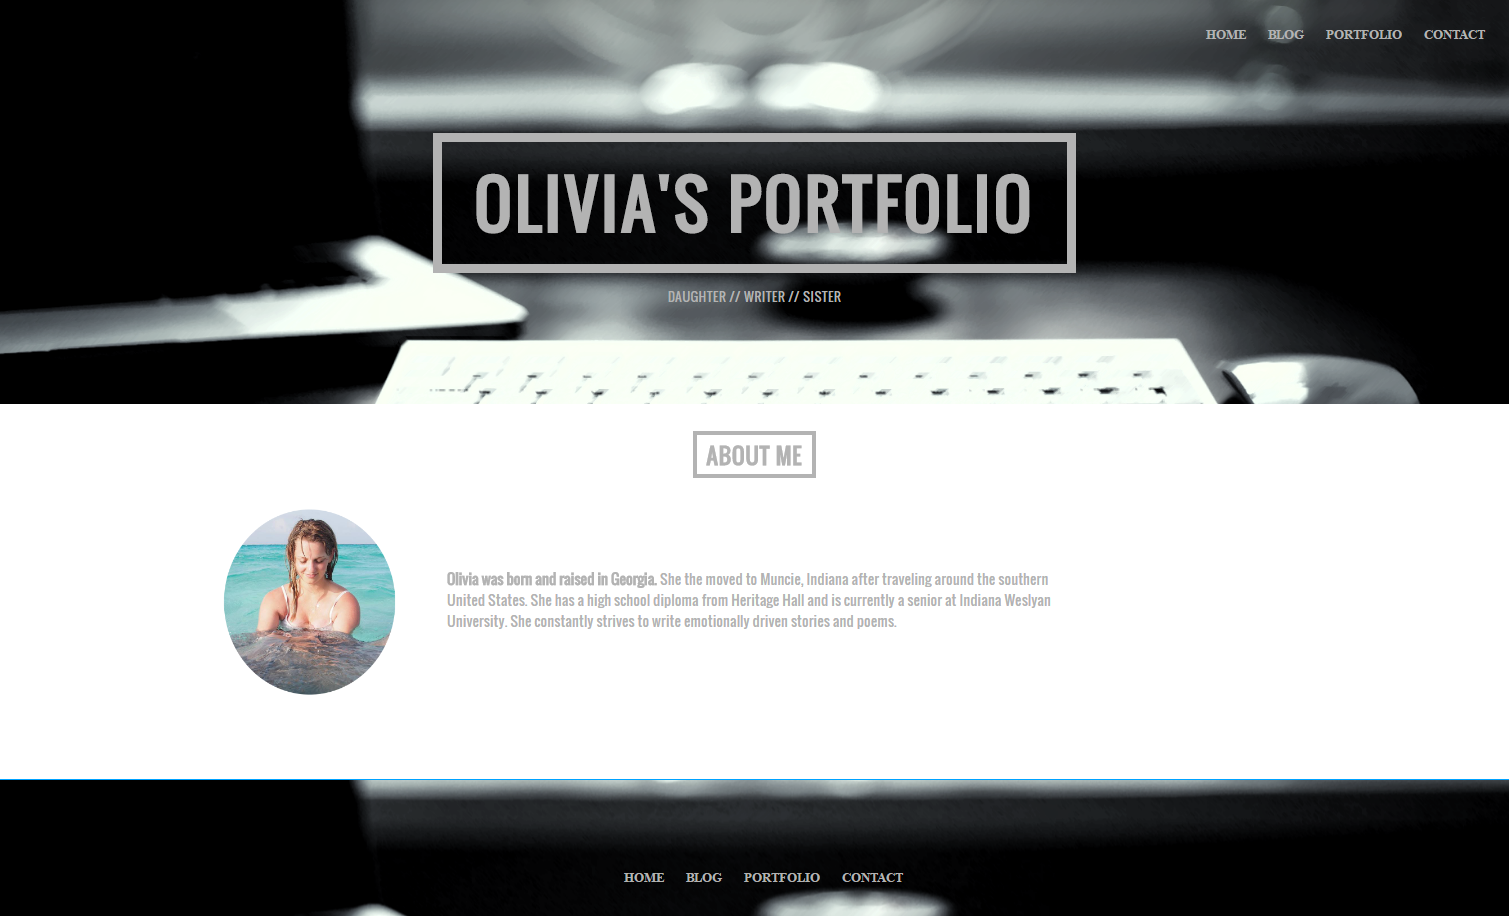 HOME BLOG PORTFOLIO CONTACT
OLIVIA'S PORTFOLIO
DAUGHTER // WRITER // SISTER
ABOUT ME
Olivia was born and raised in Georgia. She the moved to Muncie, Indiana after traveling around the southern
United States. She has a high school diploma from Heritage Hall and is currently a senior at Indiana Weslyan
University. She constantly strives to write emotionally driven stories and poems.
HOME BLOG PORTFOLIO CONTACT